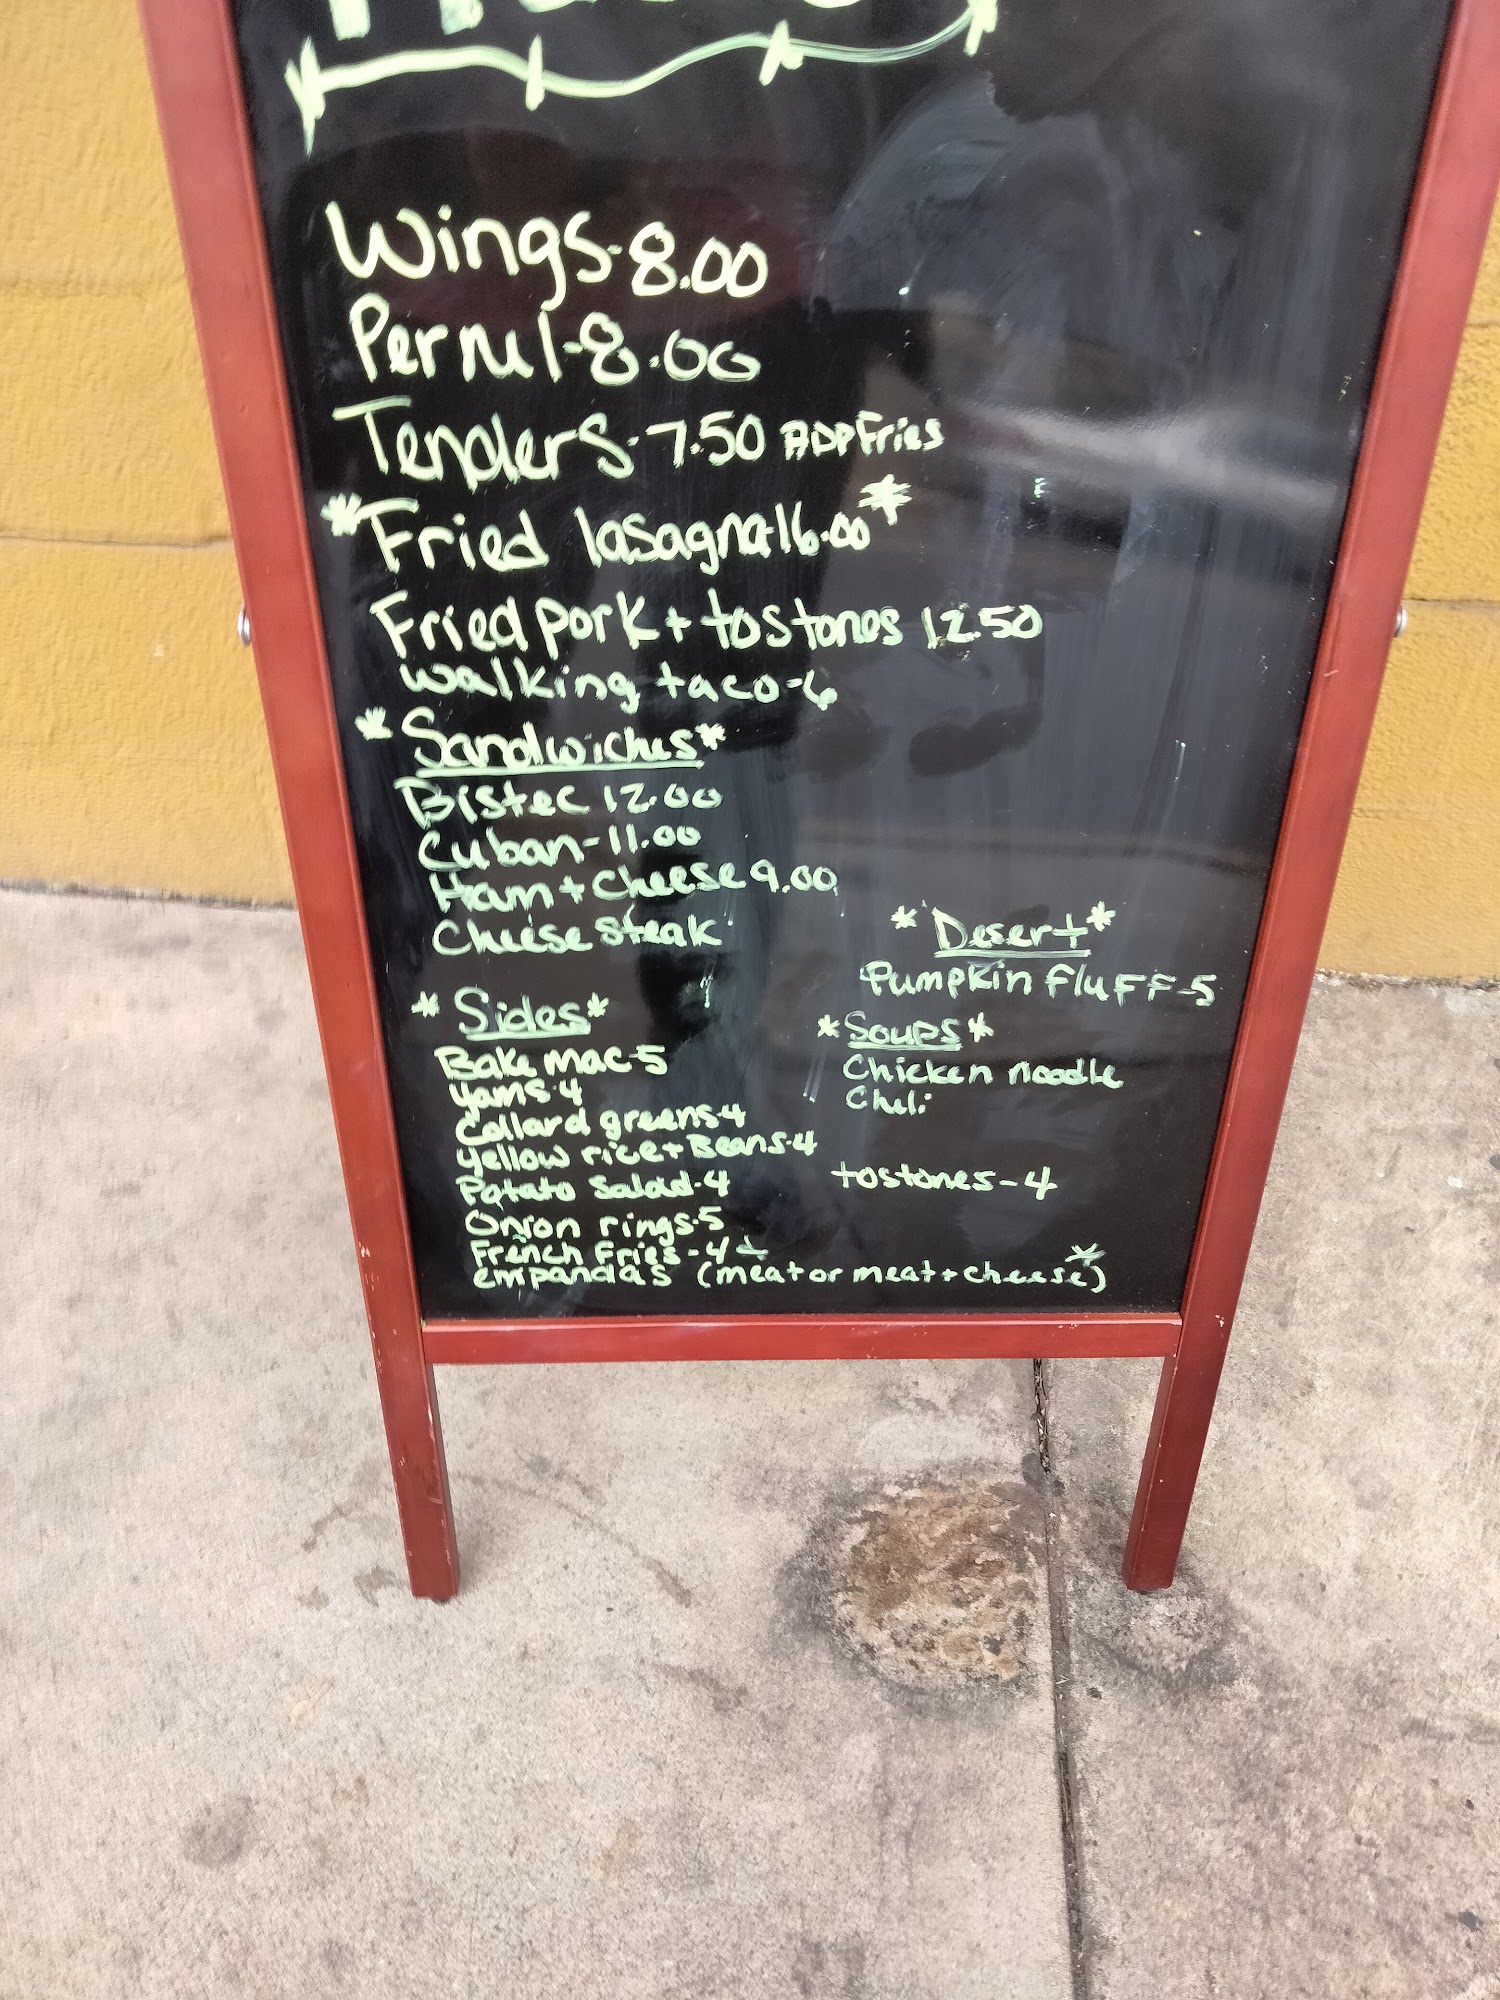 Wings-8.00
Pernul-8.00
Tenders-7.50 ADD Fries
*Fried lasagna-16.00*
Fried pork + tostones 12.50
walking taco-6
*Sandwiches*
Bistec 12.00
Cuban-11.00
Ham + Cheese 9.00
Cheese steak
*Sides*
Bake mac-5
Yams-4
Collard greens-4
Yellow rice + Beans-4
Potato Salad-4
Onion rings-5
French Fries-4
empandas (meat or meat + cheese*)
*Desert*
Pumpkin FluFF-5
*Soups*
Chicken noodle
Chili
tostones-4